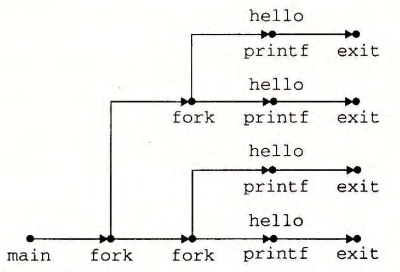 hello
printf exit
hello
fork printf exit
hello
printf exit
hello
main fork fork printf exit